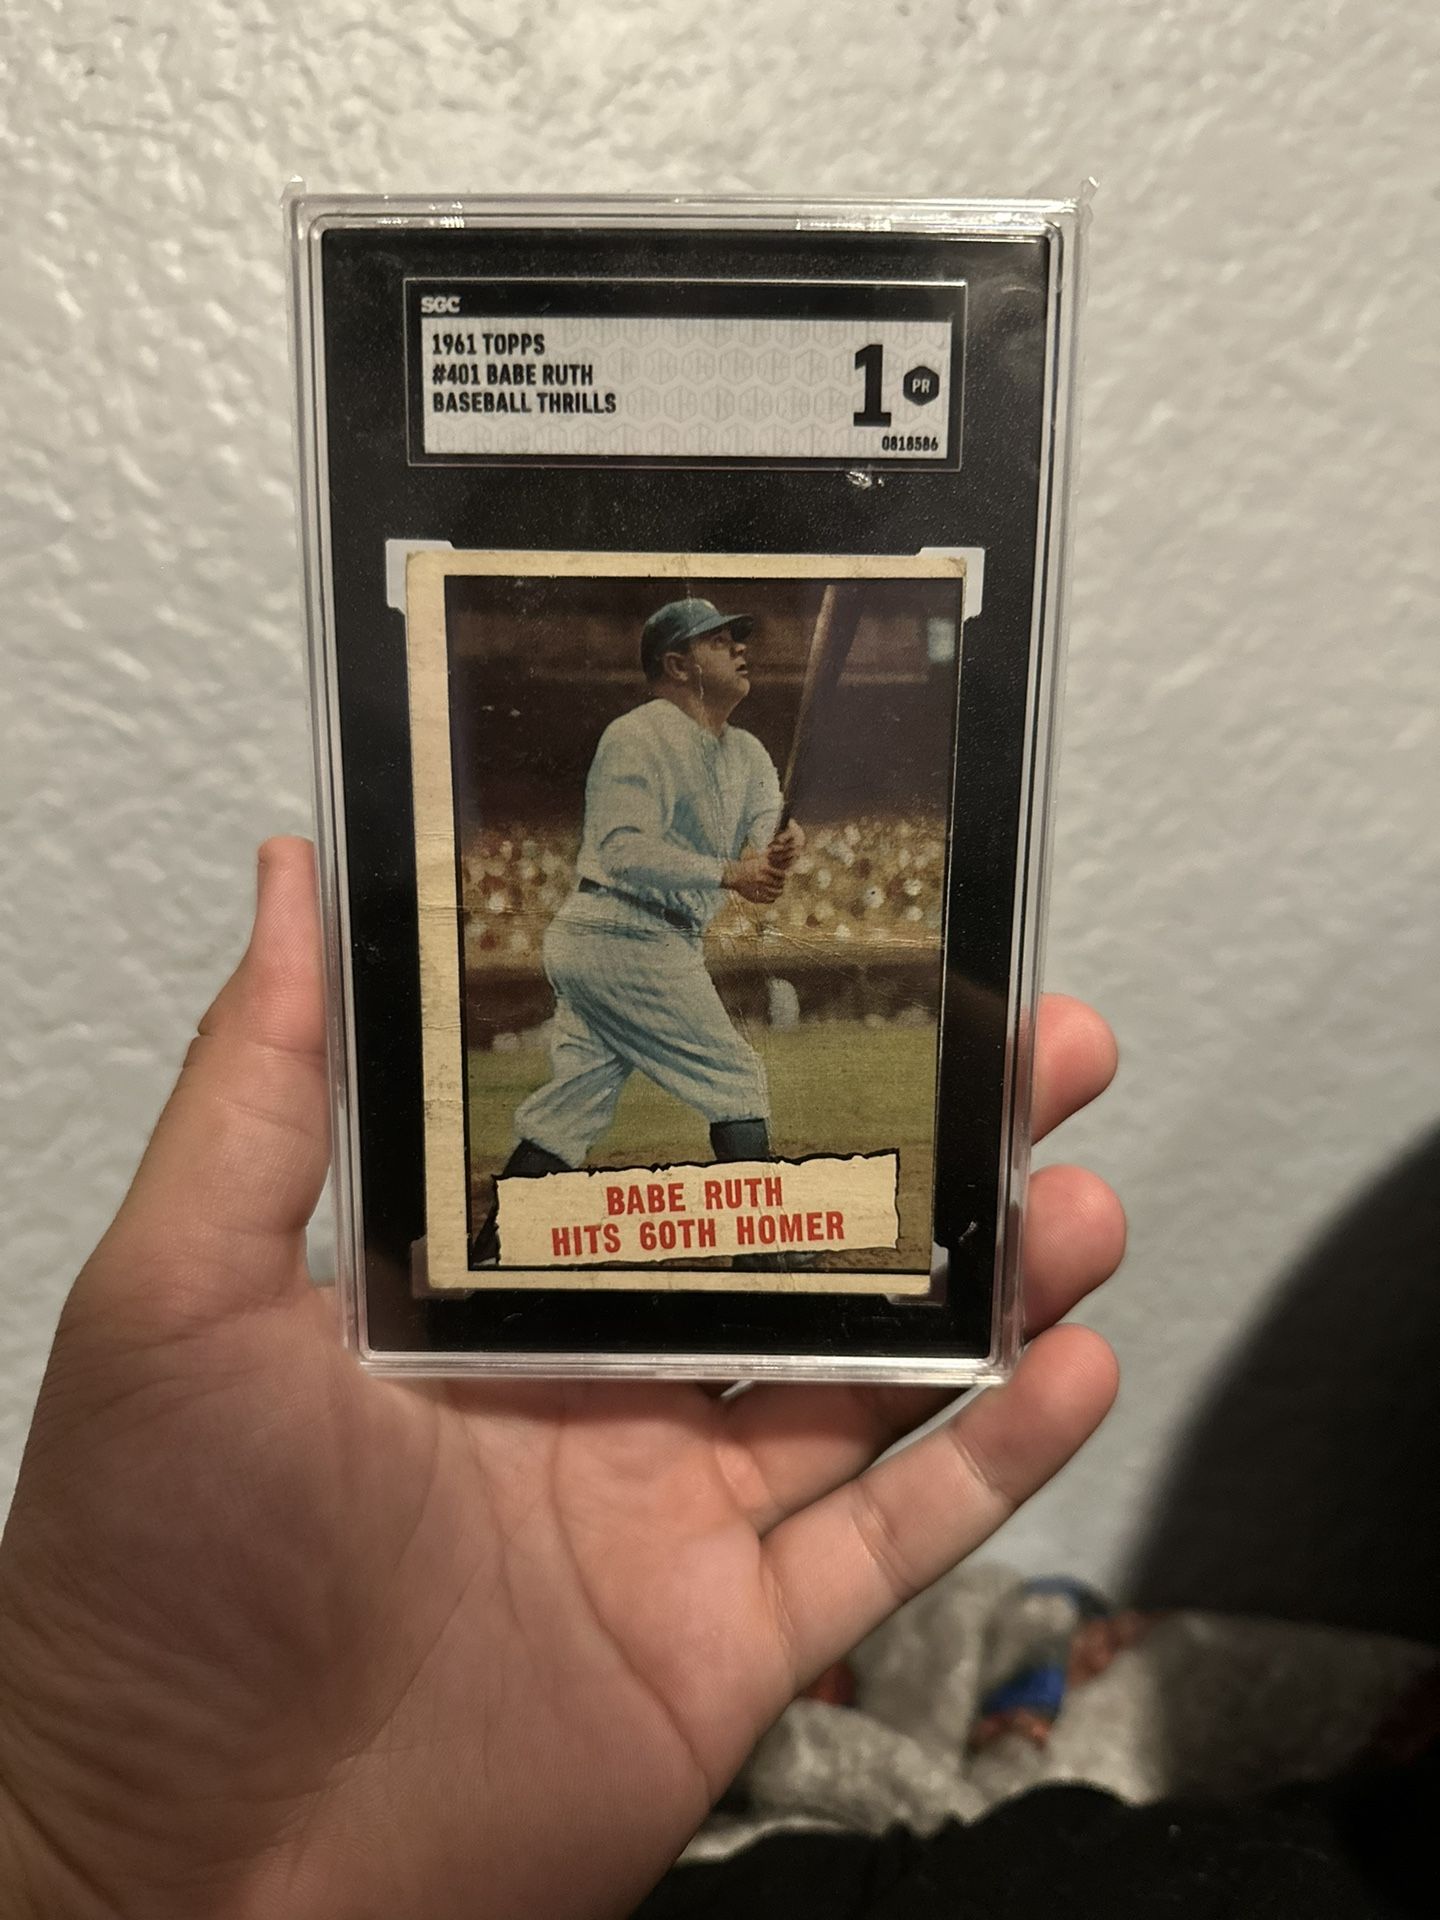 SGC
1961 TOPPS
#401 BABE RUTH
BASEBALL THRILLS
1 PR
0818586
BABE RUTH
HITS 60TH HOMER